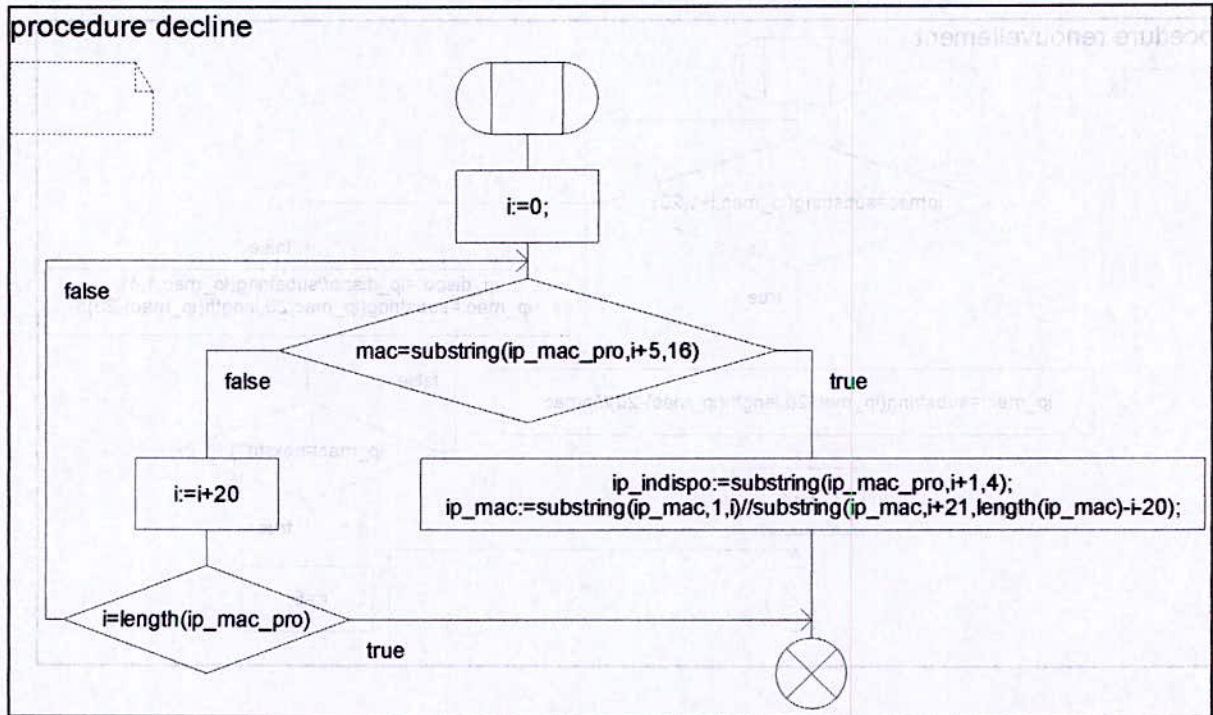 procedure decline
i:=0;
false
mac=substring(ip_mac_pro,i+5,16)
false
true
i:=i+20
ip_indispo:=substring(ip_mac_pro,i+1,4);
ip_mac:=substring(ip_mac,1,i)//substring(ip_mac,i+21,length(ip_mac)-i-20);
i=length(ip_mac_pro)
true